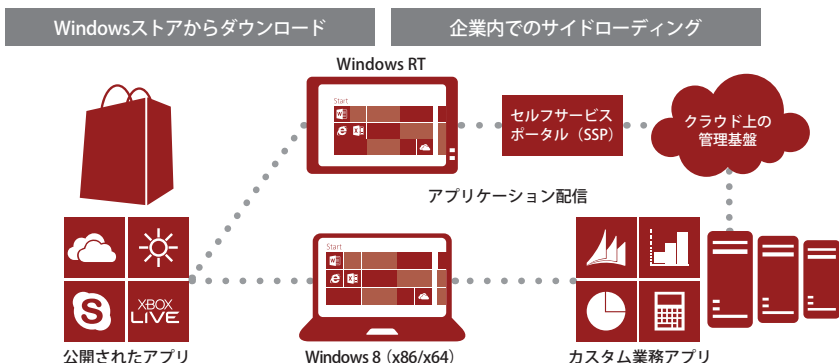 Windowsストアからダウンロード
企業内でのサイドローディング
Windows RT
Start
セルフサービス
ポータル（SSP）
クラウド上の
管理基盤
アプリケーション配信
Start
XBOX
LIVE
公開されたアプリ
Windows 8（x86/x64）
カスタム業務アプリ